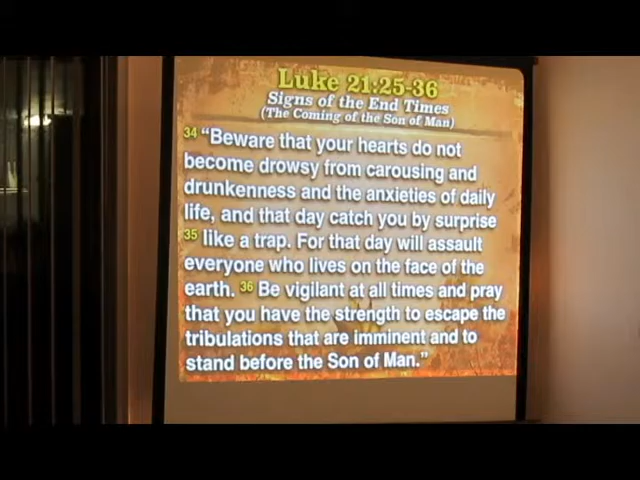 Luke 21:25-36
Signs of the End Times
(The Coming of the Son of Man)
34 “Beware that your hearts do not
become drowsy from carousing and
drunkenness and the anxieties of daily
life, and that day catch you by surprise
35 like a trap. For that day will assault
everyone who lives on the face of the
earth. 36 Be vigilant at all times and pray
that you have the strength to escape the
tribulations that are imminent and to
stand before the Son of Man.”